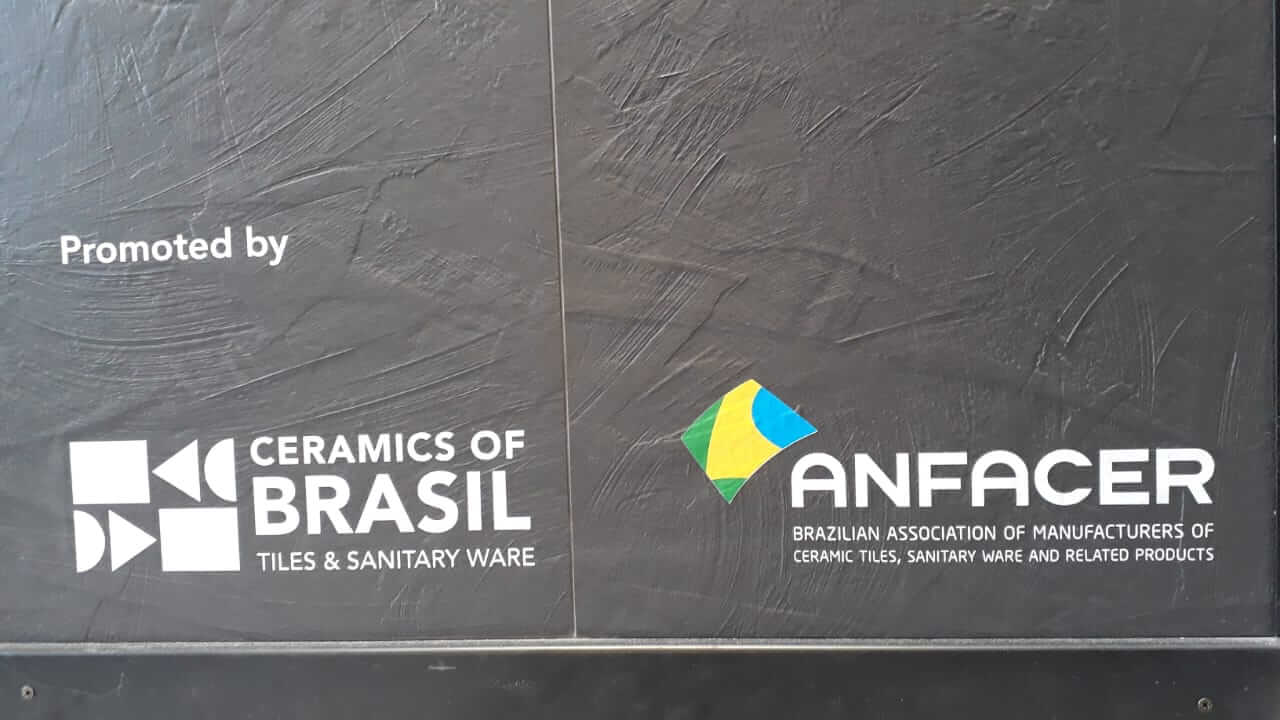 Promoted by
CERAMICS OF
BRASIL
TILES & SANITARY WARE
ANFACER
BRAZILIAN ASSOCIATION OF MANUFACTURERS OF
CERAMIC TILES, SANITARY WARE AND RELATED PRODUCTS